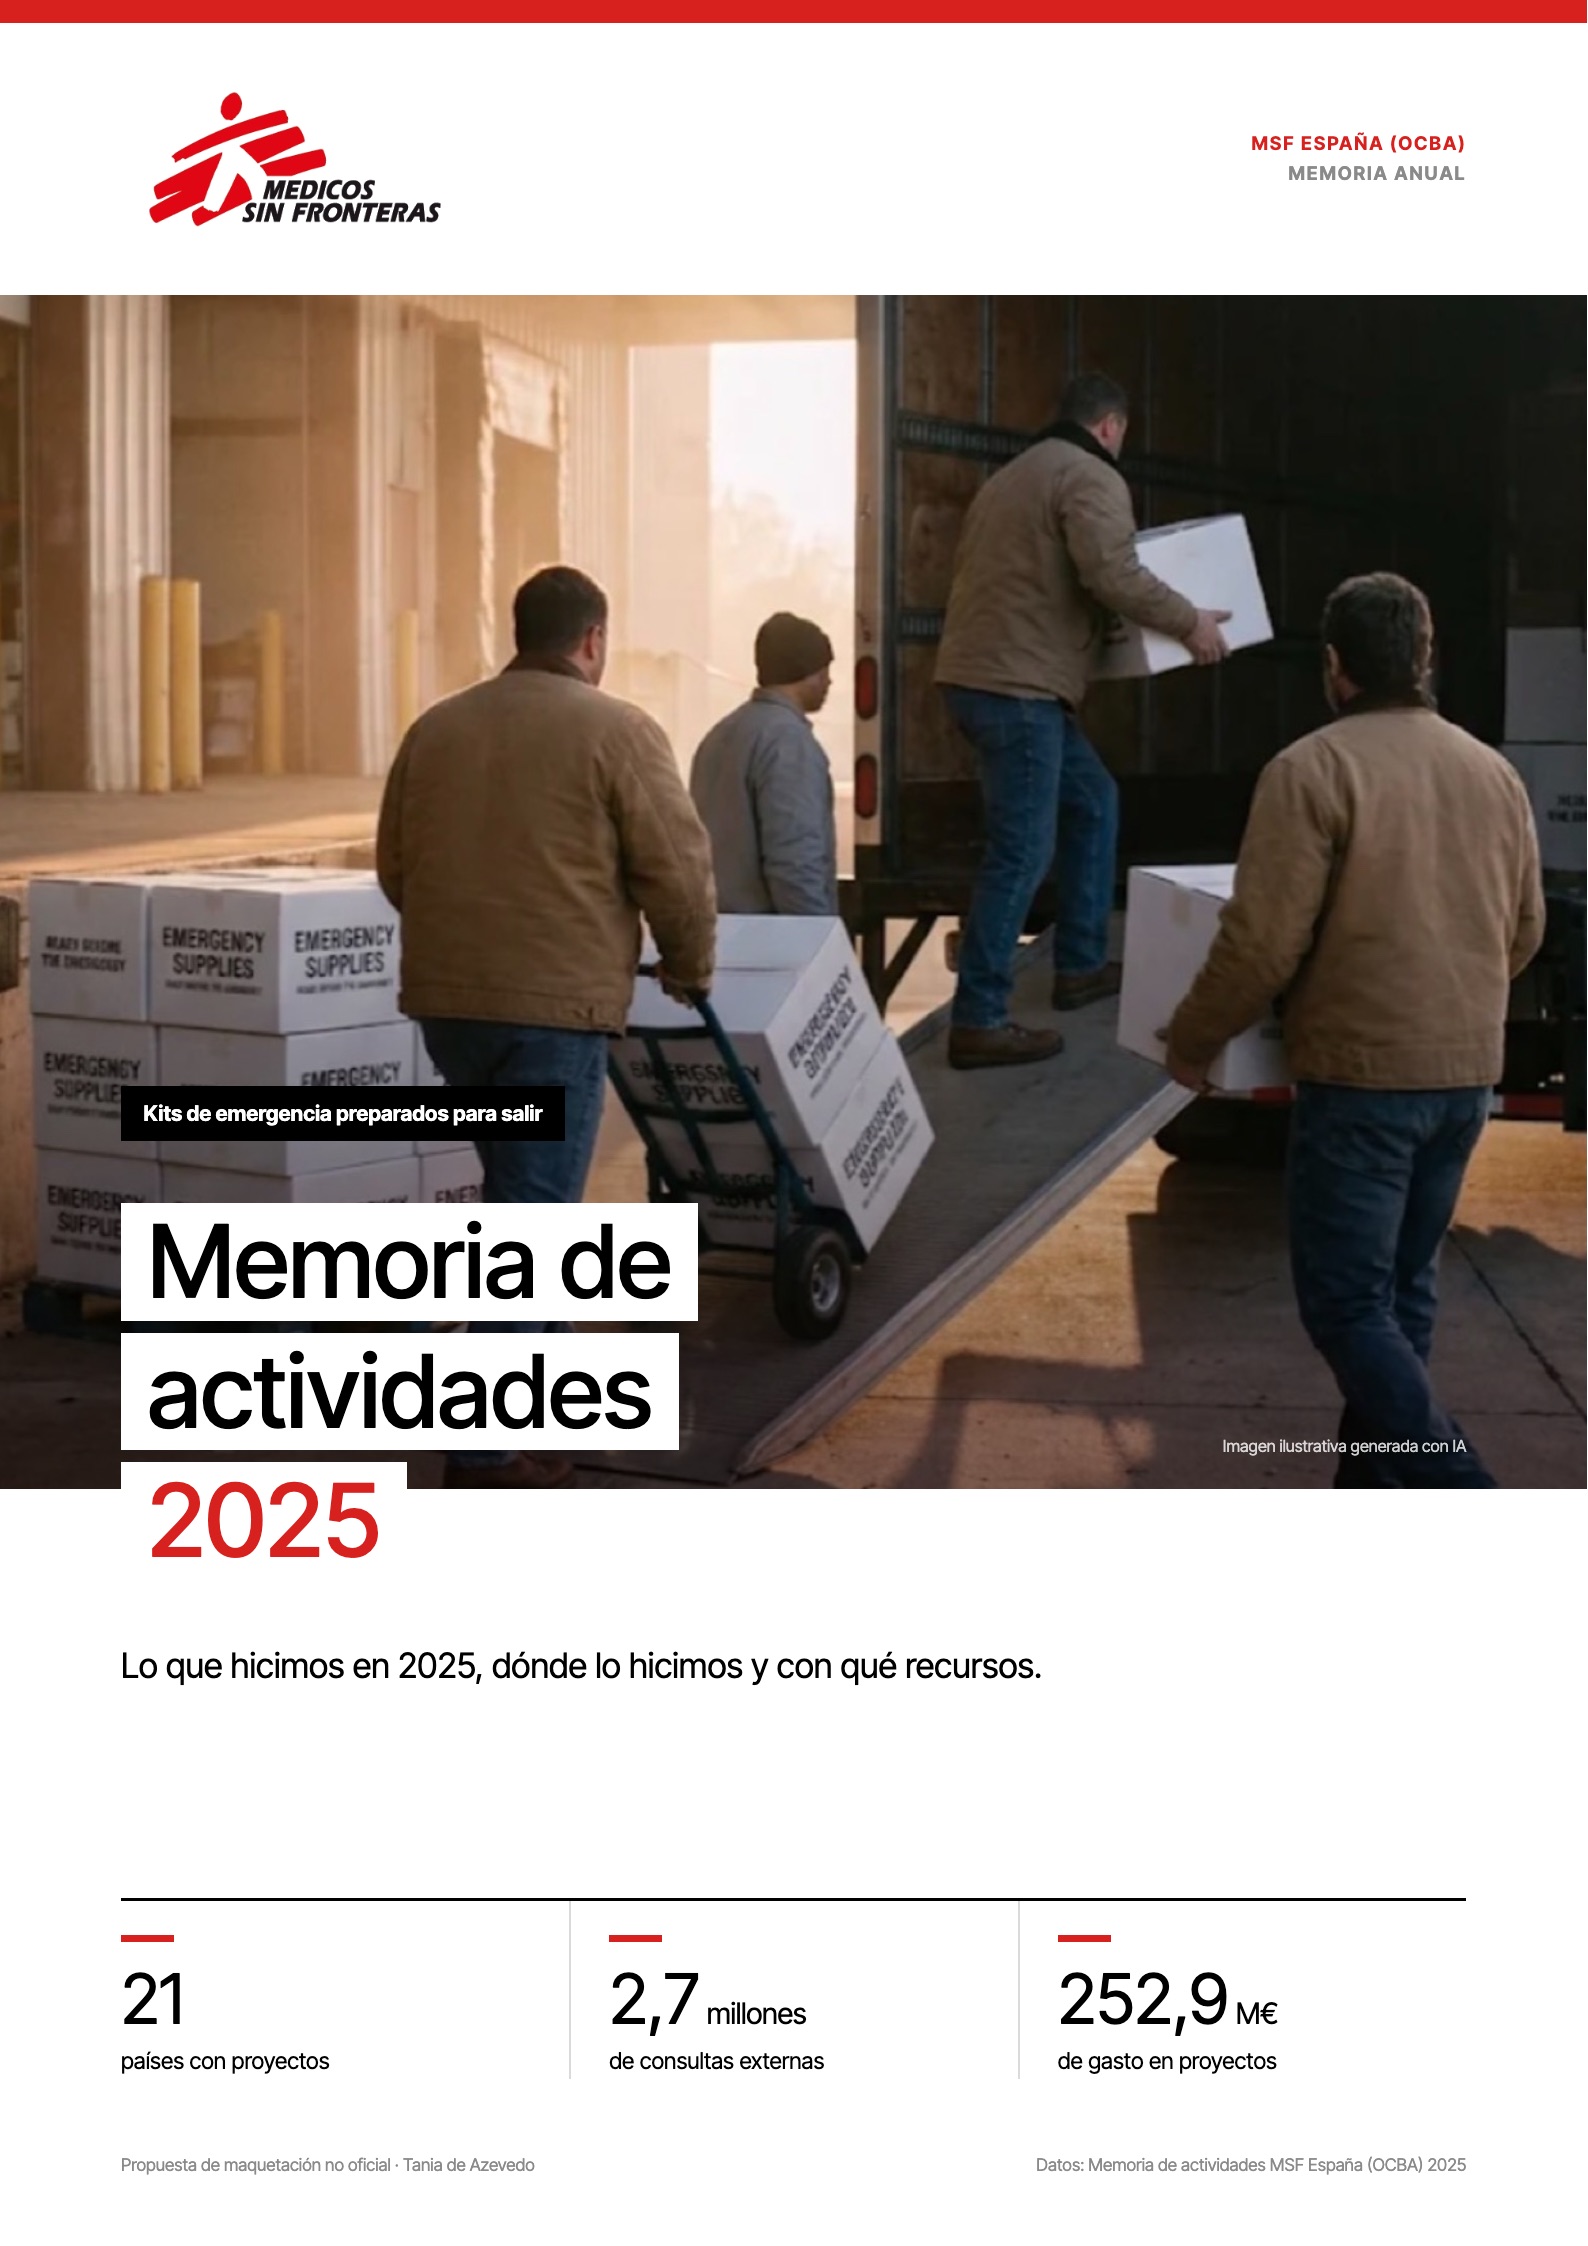 MEDICOS
SIN FRONTERAS
MSF ESPAÑA (OCBA)
MEMORIA ANUAL
EMERGENCY
SUPPLIES
EMERGENCY
SUPPLIES
EMERGENCY
Kits de emergencia preparados para salir
Memoria de
actividades
2025
Imagen ilustrativa generada con IA
Lo que hicimos en 2025, dónde lo hicimos y con qué recursos.
21
países con proyectos
2,7 millones
de consultas externas
252,9 M€
de gasto en proyectos
Propuesta de maquetación no oficial · Tania de Azevedo
Datos: Memoria de actividades MSF España (OCBA) 2025